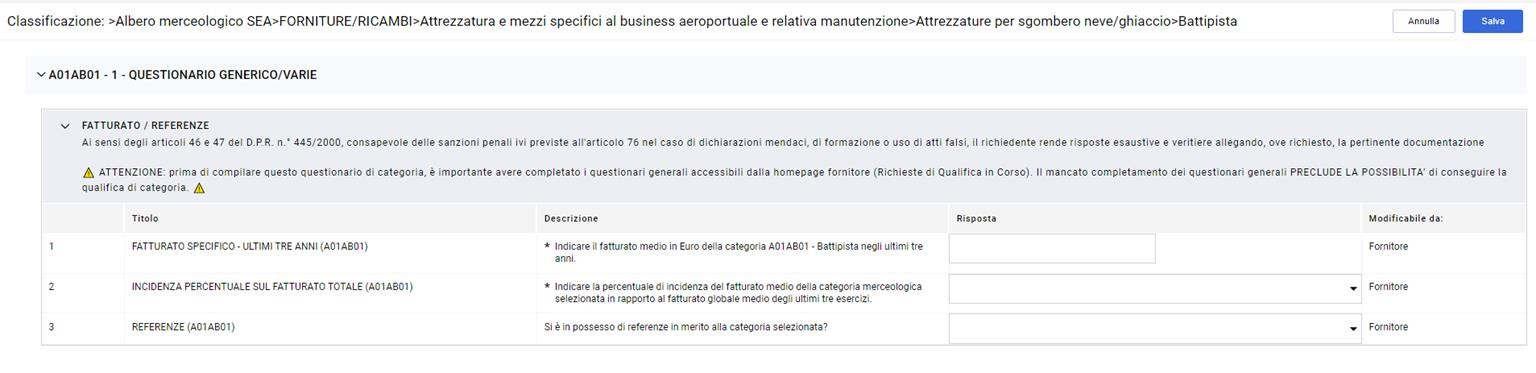 Classificazione: >Albero merceologico SEA>FORNITURE/RICAMBI>Attrezzatura e mezzi specifici al business aeroportuale e relativa manutenzione>Attrezzature per sgombero neve/ghiaccio>Battipista
Annulla
Salva
A01AB01 - 1 - QUESTIONARIO GENERICO/VARIE
FATTURATO / REFERENZE
Ai sensi degli articoli 46 e 47 del D.P.R. n.° 445/2000, consapevole delle sanzioni penali ivi previste all'articolo 76 nel caso di dichiarazioni mendaci, di formazione o uso di atti falsi, il richiedente rende risposte esaustive e veritiere allegando, ove richiesto, la pertinente documentazione
⚠ ATTENZIONE: prima di compilare questo questionario di categoria, è importante avere completato i questionari generali accessibili dalla homepage fornitore (Richieste di Qualifica in Corso). Il mancato completamento dei questionari generali PRECLUDE LA POSSIBILITA' di conseguire la
qualifica di categoria. ⚠
Titolo
Descrizione
Risposta
Modificabile da:
1
FATTURATO SPECIFICO - ULTIMI TRE ANNI (A01AB01)
* Indicare il fatturato medio in Euro della categoria A01AB01 - Battipista negli ultimi tre
anni.
Fornitore
2
INCIDENZA PERCENTUALE SUL FATTURATO TOTALE (A01AB01)
* Indicare la percentuale di incidenza del fatturato medio della categoria merceologica
selezionata in rapporto al fatturato globale medio degli ultimi tre esercizi.
Fornitore
3
REFERENZE (A01AB01)
Si è in possesso di referenze in merito alla categoria selezionata?
Fornitore